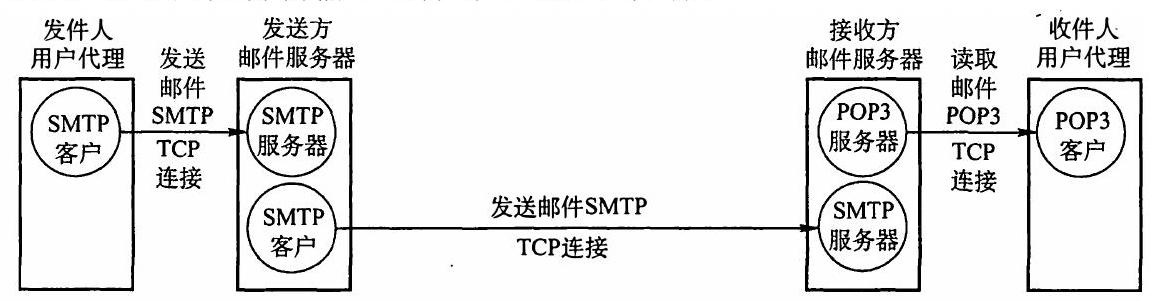 发件人
用户代理
发送
邮件
SMTP
TCP
连接
SMTP
客户
发送方
邮件服务器
SMTP
服务器
SMTP
客户
发送邮件SMTP
TCP连接
接收方
邮件服务器
POP3
服务器
SMTP
服务器
读取
邮件
POP3
TCP
连接
收件人
用户代理
POP3
客户